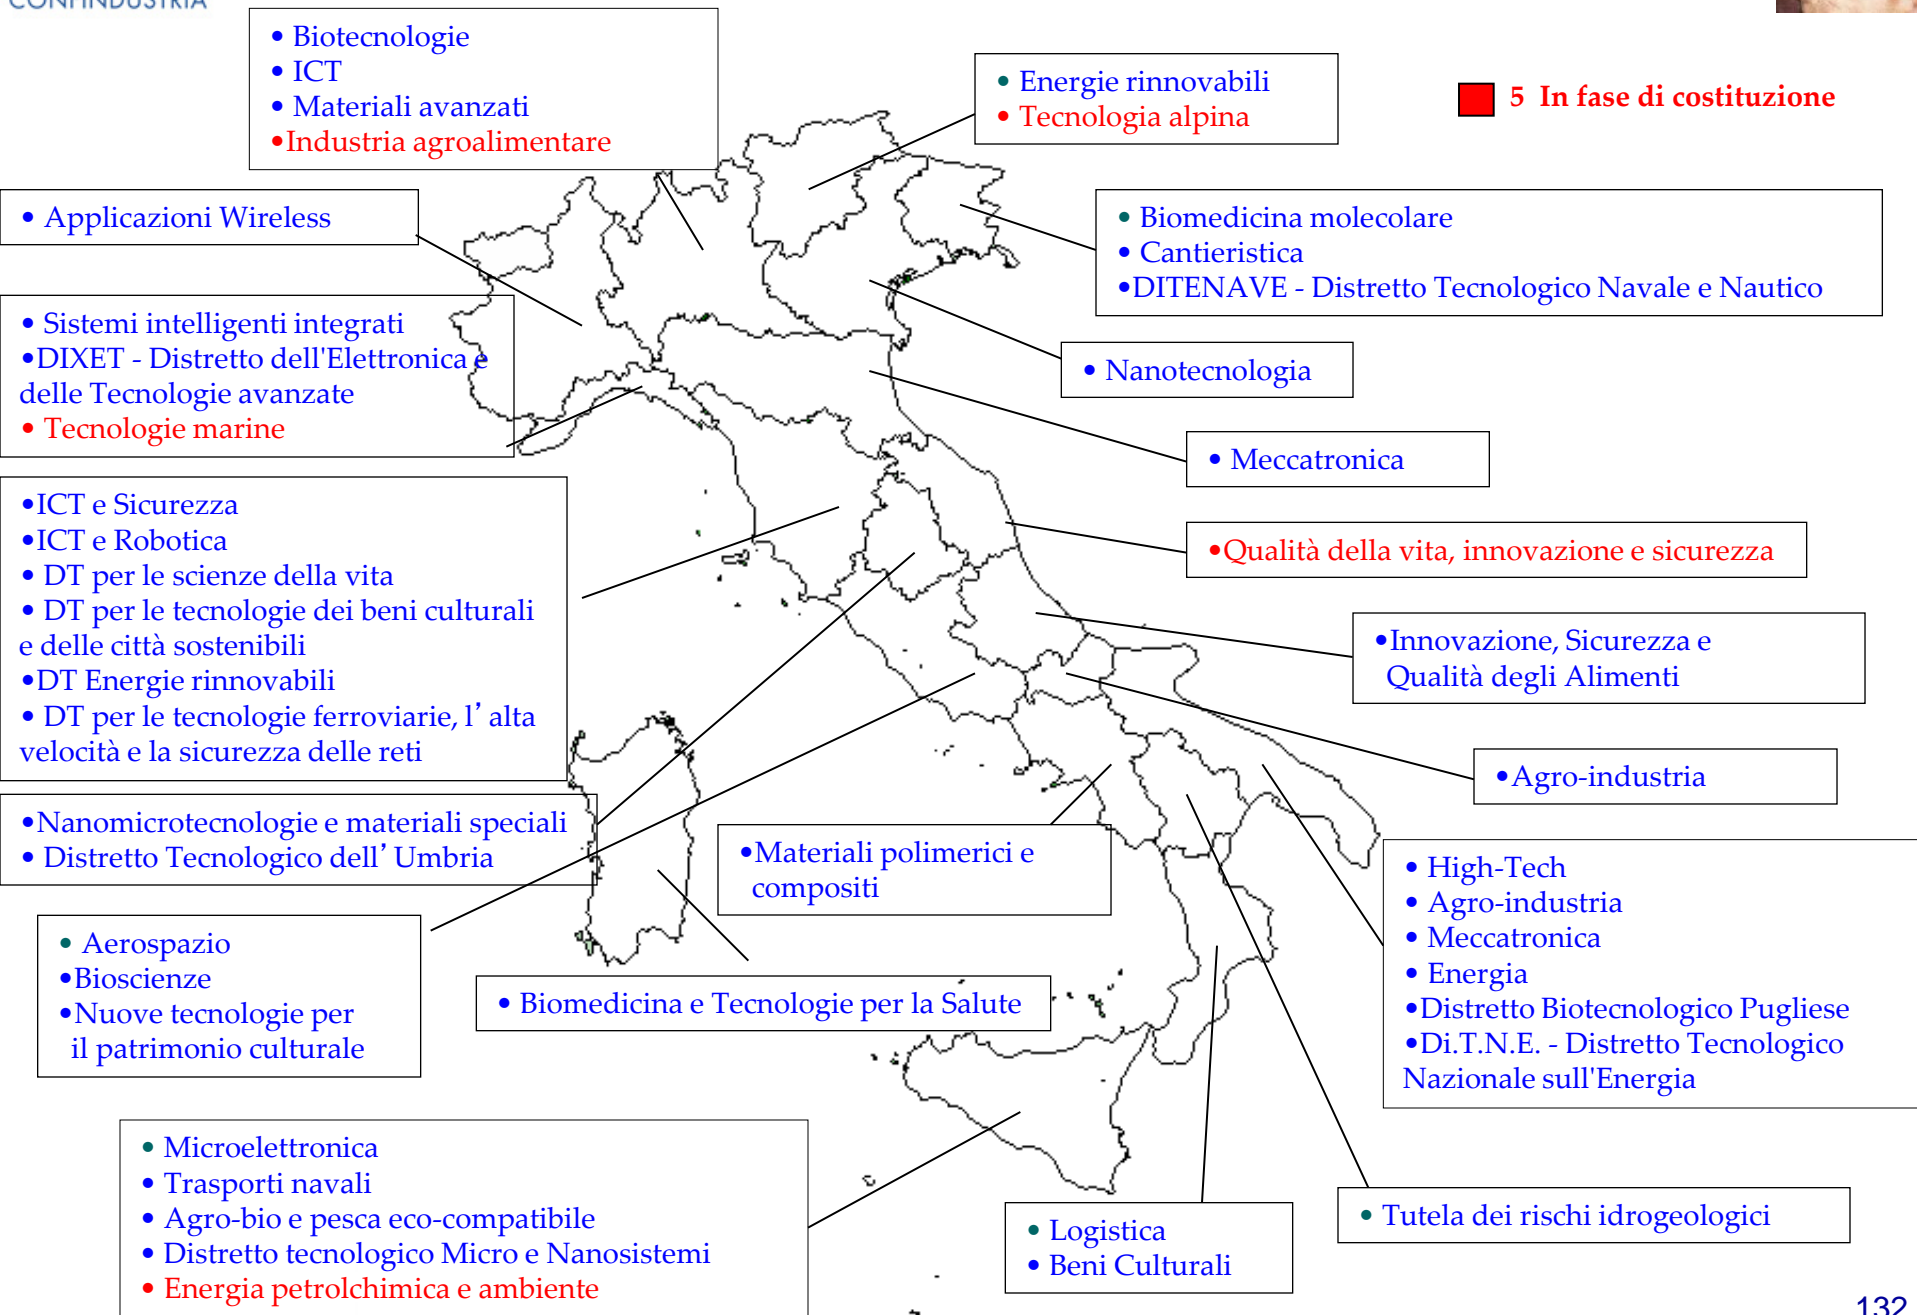 CONFINDUSTRIA
• Biotecnologie
• ICT
• Materiali avanzati
•Industria agroalimentare
• Energie rinnovabili
• Tecnologia alpina
5 In fase di costituzione
• Applicazioni Wireless
• Biomedicina molecolare
• Cantieristica
•DITENAVE - Distretto Tecnologico Navale e Nautico
• Sistemi intelligenti integrati
•DIXET - Distretto dell'Elettronica e
delle Tecnologie avanzate
• Tecnologie marine
• Nanotecnologia
• Meccatronica
•ICT e Sicurezza
•ICT e Robotica
• DT per le scienze della vita
• DT per le tecnologie dei beni culturali
e delle città sostenibili
•DT Energie rinnovabili
• DT per le tecnologie ferroviarie, l’ alta
velocità e la sicurezza delle reti
•Qualità della vita, innovazione e sicurezza
•Innovazione, Sicurezza e
Qualità degli Alimenti
•Agro-industria
•Nanomicrotecnologie e materiali speciali
• Distretto Tecnologico dell’ Umbria
•Materiali polimerici e
compositi
• High-Tech
• Agro-industria
• Meccatronica
• Energia
•Distretto Biotecnologico Pugliese
•Di.T.N.E. - Distretto Tecnologico
Nazionale sull'Energia
• Aerospazio
•Bioscienze
•Nuove tecnologie per
il patrimonio culturale
• Biomedicina e Tecnologie per la Salute
• Microelettronica
• Trasporti navali
• Agro-bio e pesca eco-compatibile
• Distretto tecnologico Micro e Nanosistemi
• Energia petrolchimica e ambiente
• Logistica
• Beni Culturali
• Tutela dei rischi idrogeologici
132